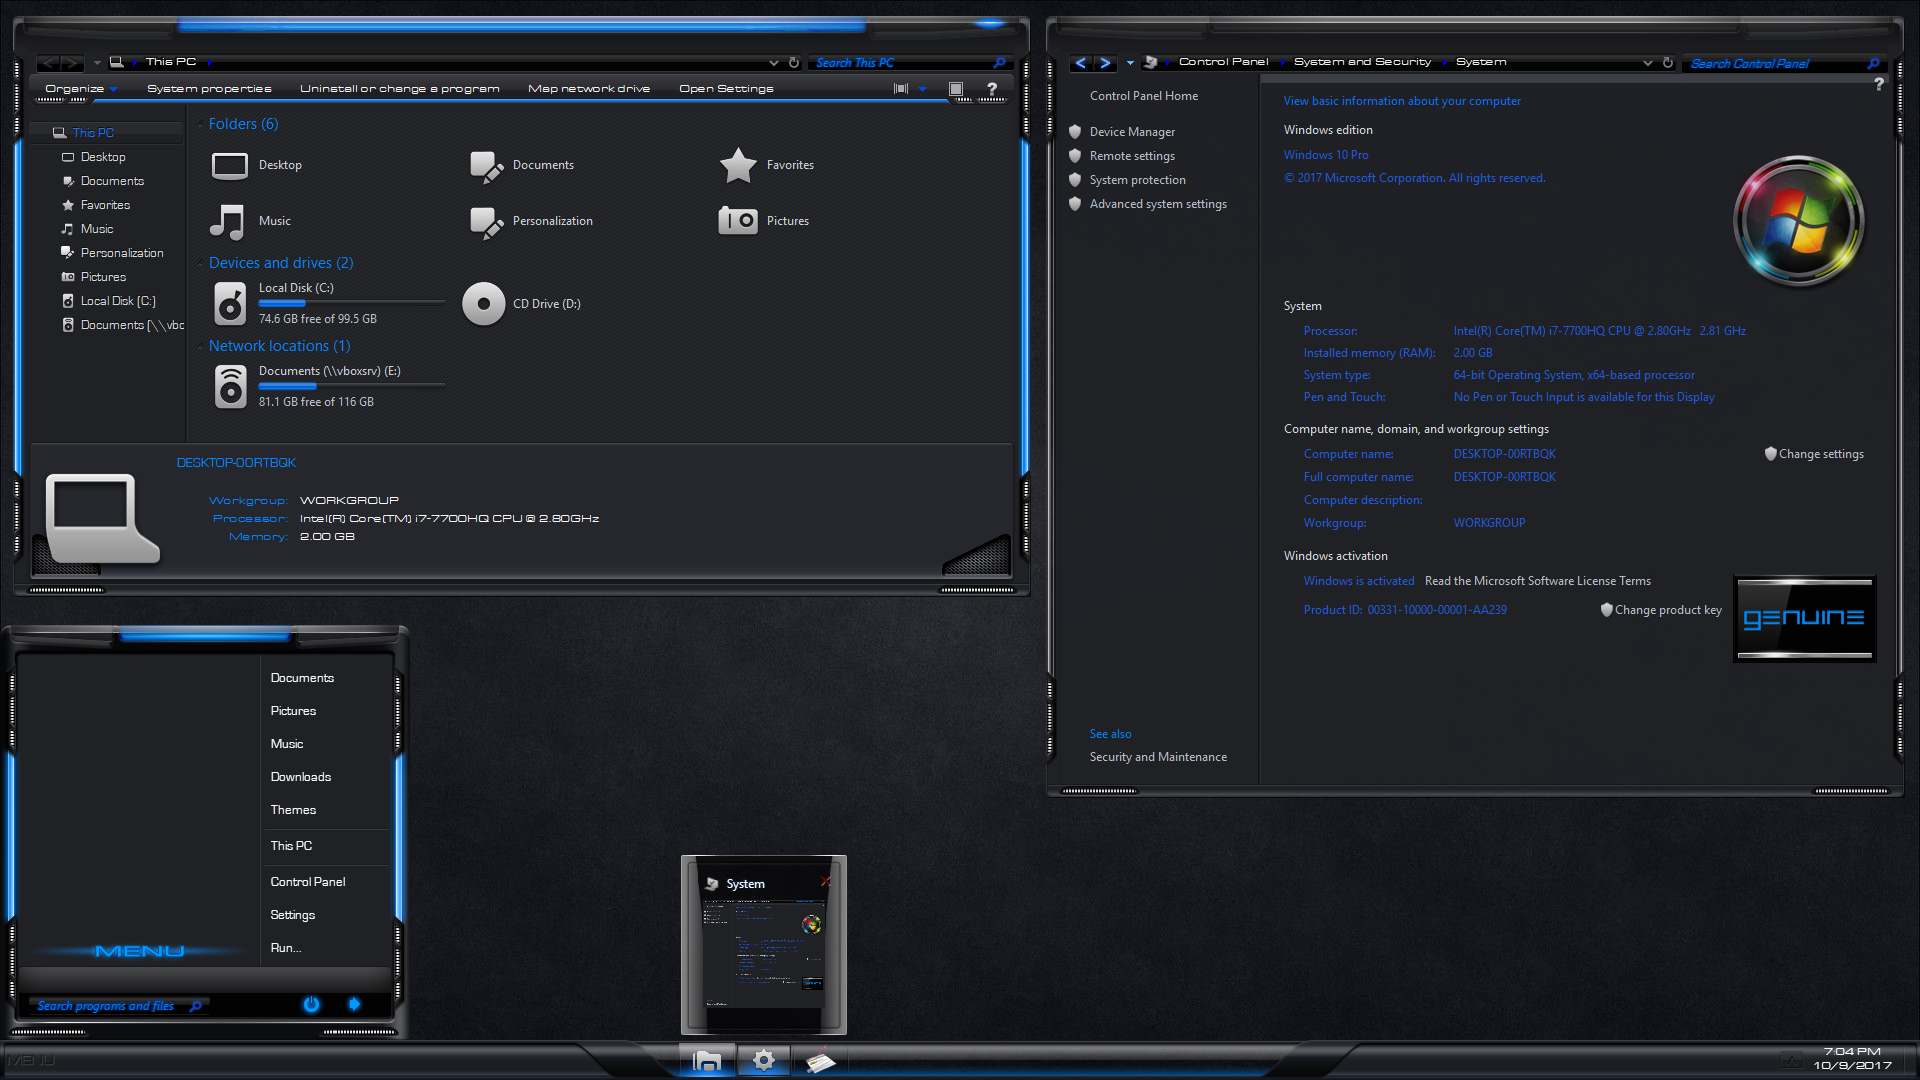 This PC
Search This PC
Organize
System properties
Uninstall or change a program
Map network drive
Open Settings
?
This PC
Desktop
Documents
Favorites
Music
Personalization
Pictures
Local Disk (C:)
Documents (\\vbo
Folders (6)
Desktop
Documents
Favorites
Music
Personalization
Pictures
Devices and drives (2)
Local Disk (C:)
74.6 GB free of 99.5 GB
CD Drive (D:)
Network locations (1)
Documents (\\vboxsrv) (E:)
81.1 GB free of 116 GB
DESKTOP-00RTBQK
Workgroup: WORKGROUP
Processor: Intel(R) Core(TM) i7-7700HQ CPU @ 2.80GHz
Memory: 2.00 GB
Control Panel
System and Security
System
Search Control Panel
?
Control Panel Home
Device Manager
Remote settings
System protection
Advanced system settings
See also
Security and Maintenance
View basic information about your computer
Windows edition
Windows 10 Pro
© 2017 Microsoft Corporation. All rights reserved.
System
Processor: Intel(R) Core(TM) i7-7700HQ CPU @ 2.80GHz 2.81 GHz
Installed memory (RAM): 2.00 GB
System type: 64-bit Operating System, x64-based processor
Pen and Touch: No Pen or Touch Input is available for this Display
Computer name, domain, and workgroup settings
Computer name: DESKTOP-00RTBQK
Change settings
Full computer name: DESKTOP-00RTBQK
Computer description:
Workgroup: WORKGROUP
Windows activation
Windows is activated Read the Microsoft Software License Terms
Product ID: 00331-10000-00001-AA239
Change product key
genuine
Documents
Pictures
Music
Downloads
Themes
This PC
Control Panel
Settings
Run...
MENU
Search programs and files
System
MENU
7:04 PM
10/9/2017